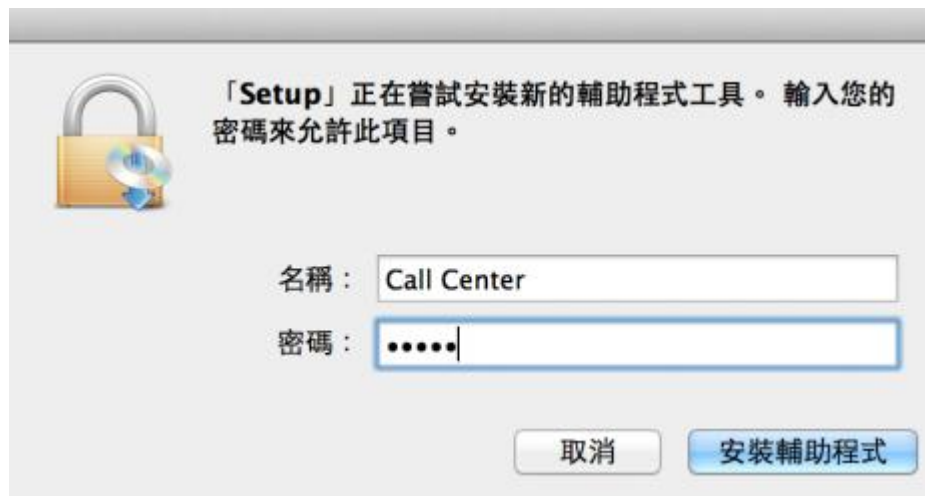 「Setup」正在嘗試安裝新的輔助程式工具。 輸入您的
密碼來允許此項目。
名稱： Call Center
密碼： •••••
取消 安裝輔助程式